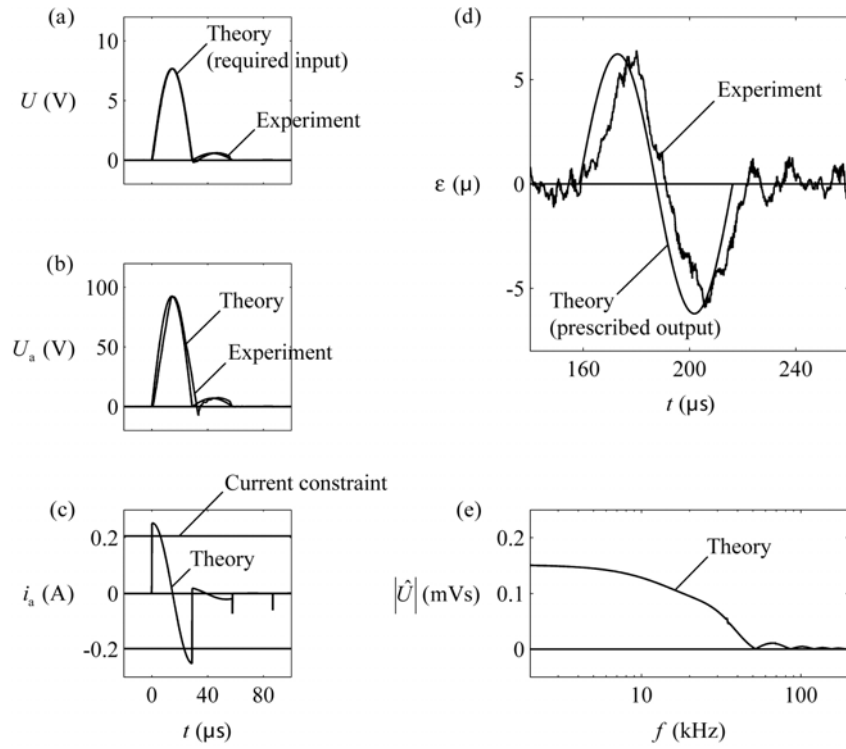 (a)
10
5
0
U (V)
Theory
(required input)
Experiment
(b)
100
50
0
U_a (V)
Theory
Experiment
(c)
0.2
0
-0.2
i_a (A)
Current constraint
Theory
0
40
80
t (µs)
(d)
5
0
-5
ε (µ)
Experiment
Theory
(prescribed output)
160
200
240
t (µs)
(e)
0.2
0.1
0
|Û| (mVs)
Theory
10
100
f (kHz)